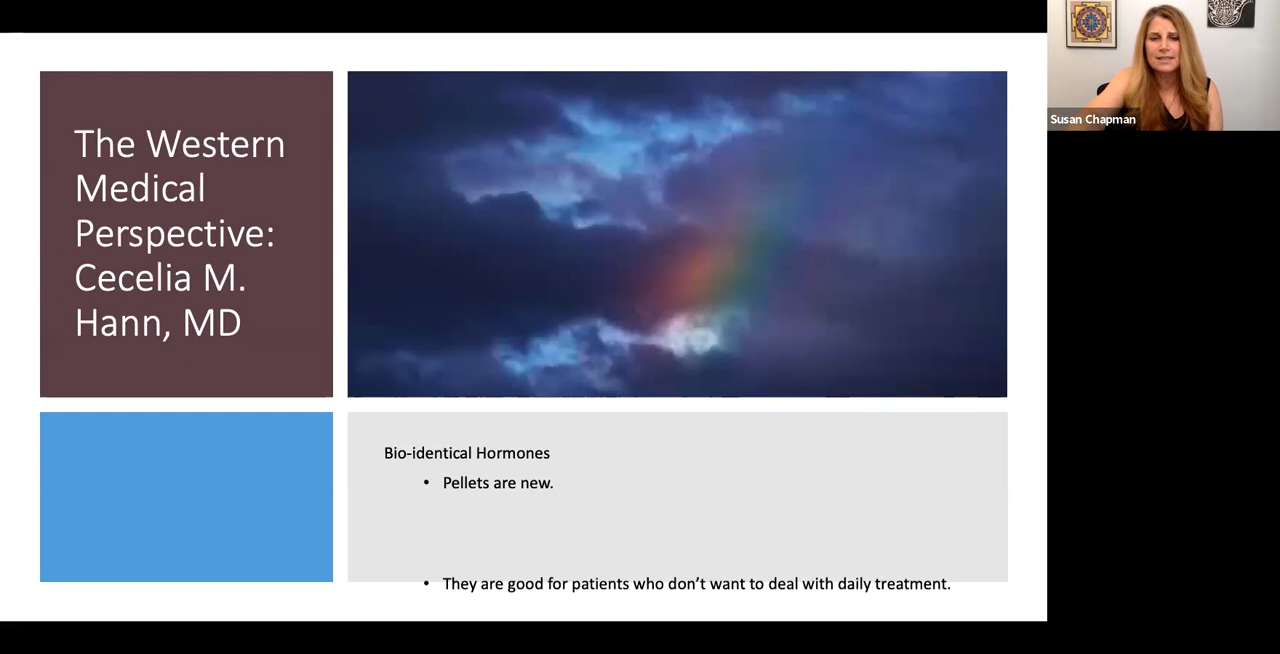 The Western
Medical
Perspective:
Cecelia M.
Hann, MD
Susan Chapman
Bio-identical Hormones
• Pellets are new.
• They are good for patients who don’t want to deal with daily treatment.